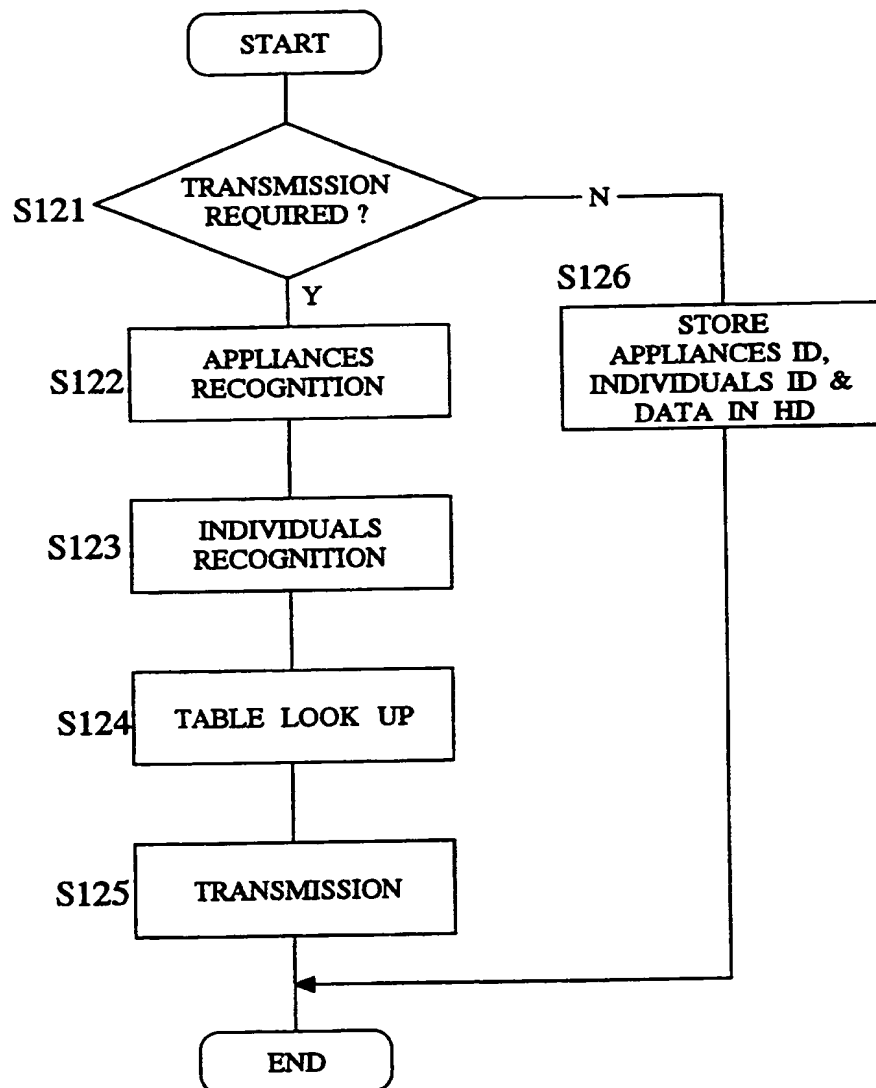 START
TRANSMISSION
REQUIRED ?
S121
N
Y
S126
STORE
APPLIANCES ID,
INDIVIDUALS ID &
DATA IN HD
S122
APPLIANCES
RECOGNITION
S123
INDIVIDUALS
RECOGNITION
S124
TABLE LOOK UP
S125
TRANSMISSION
END